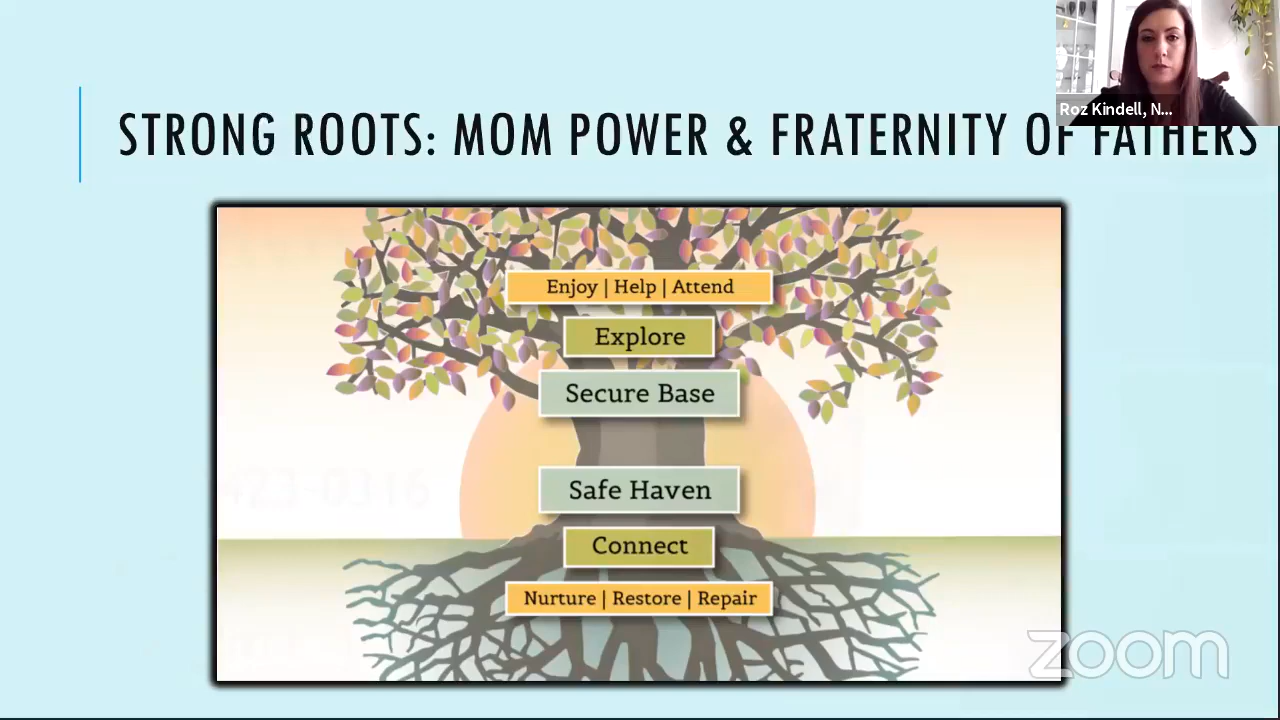 Roz Kindell, N...
STRONG ROOTS: MOM POWER & FRATERNITY OF FATHERS
Enjoy | Help | Attend
Explore
Secure Base
Safe Haven
Connect
Nurture | Restore | Repair
zoom